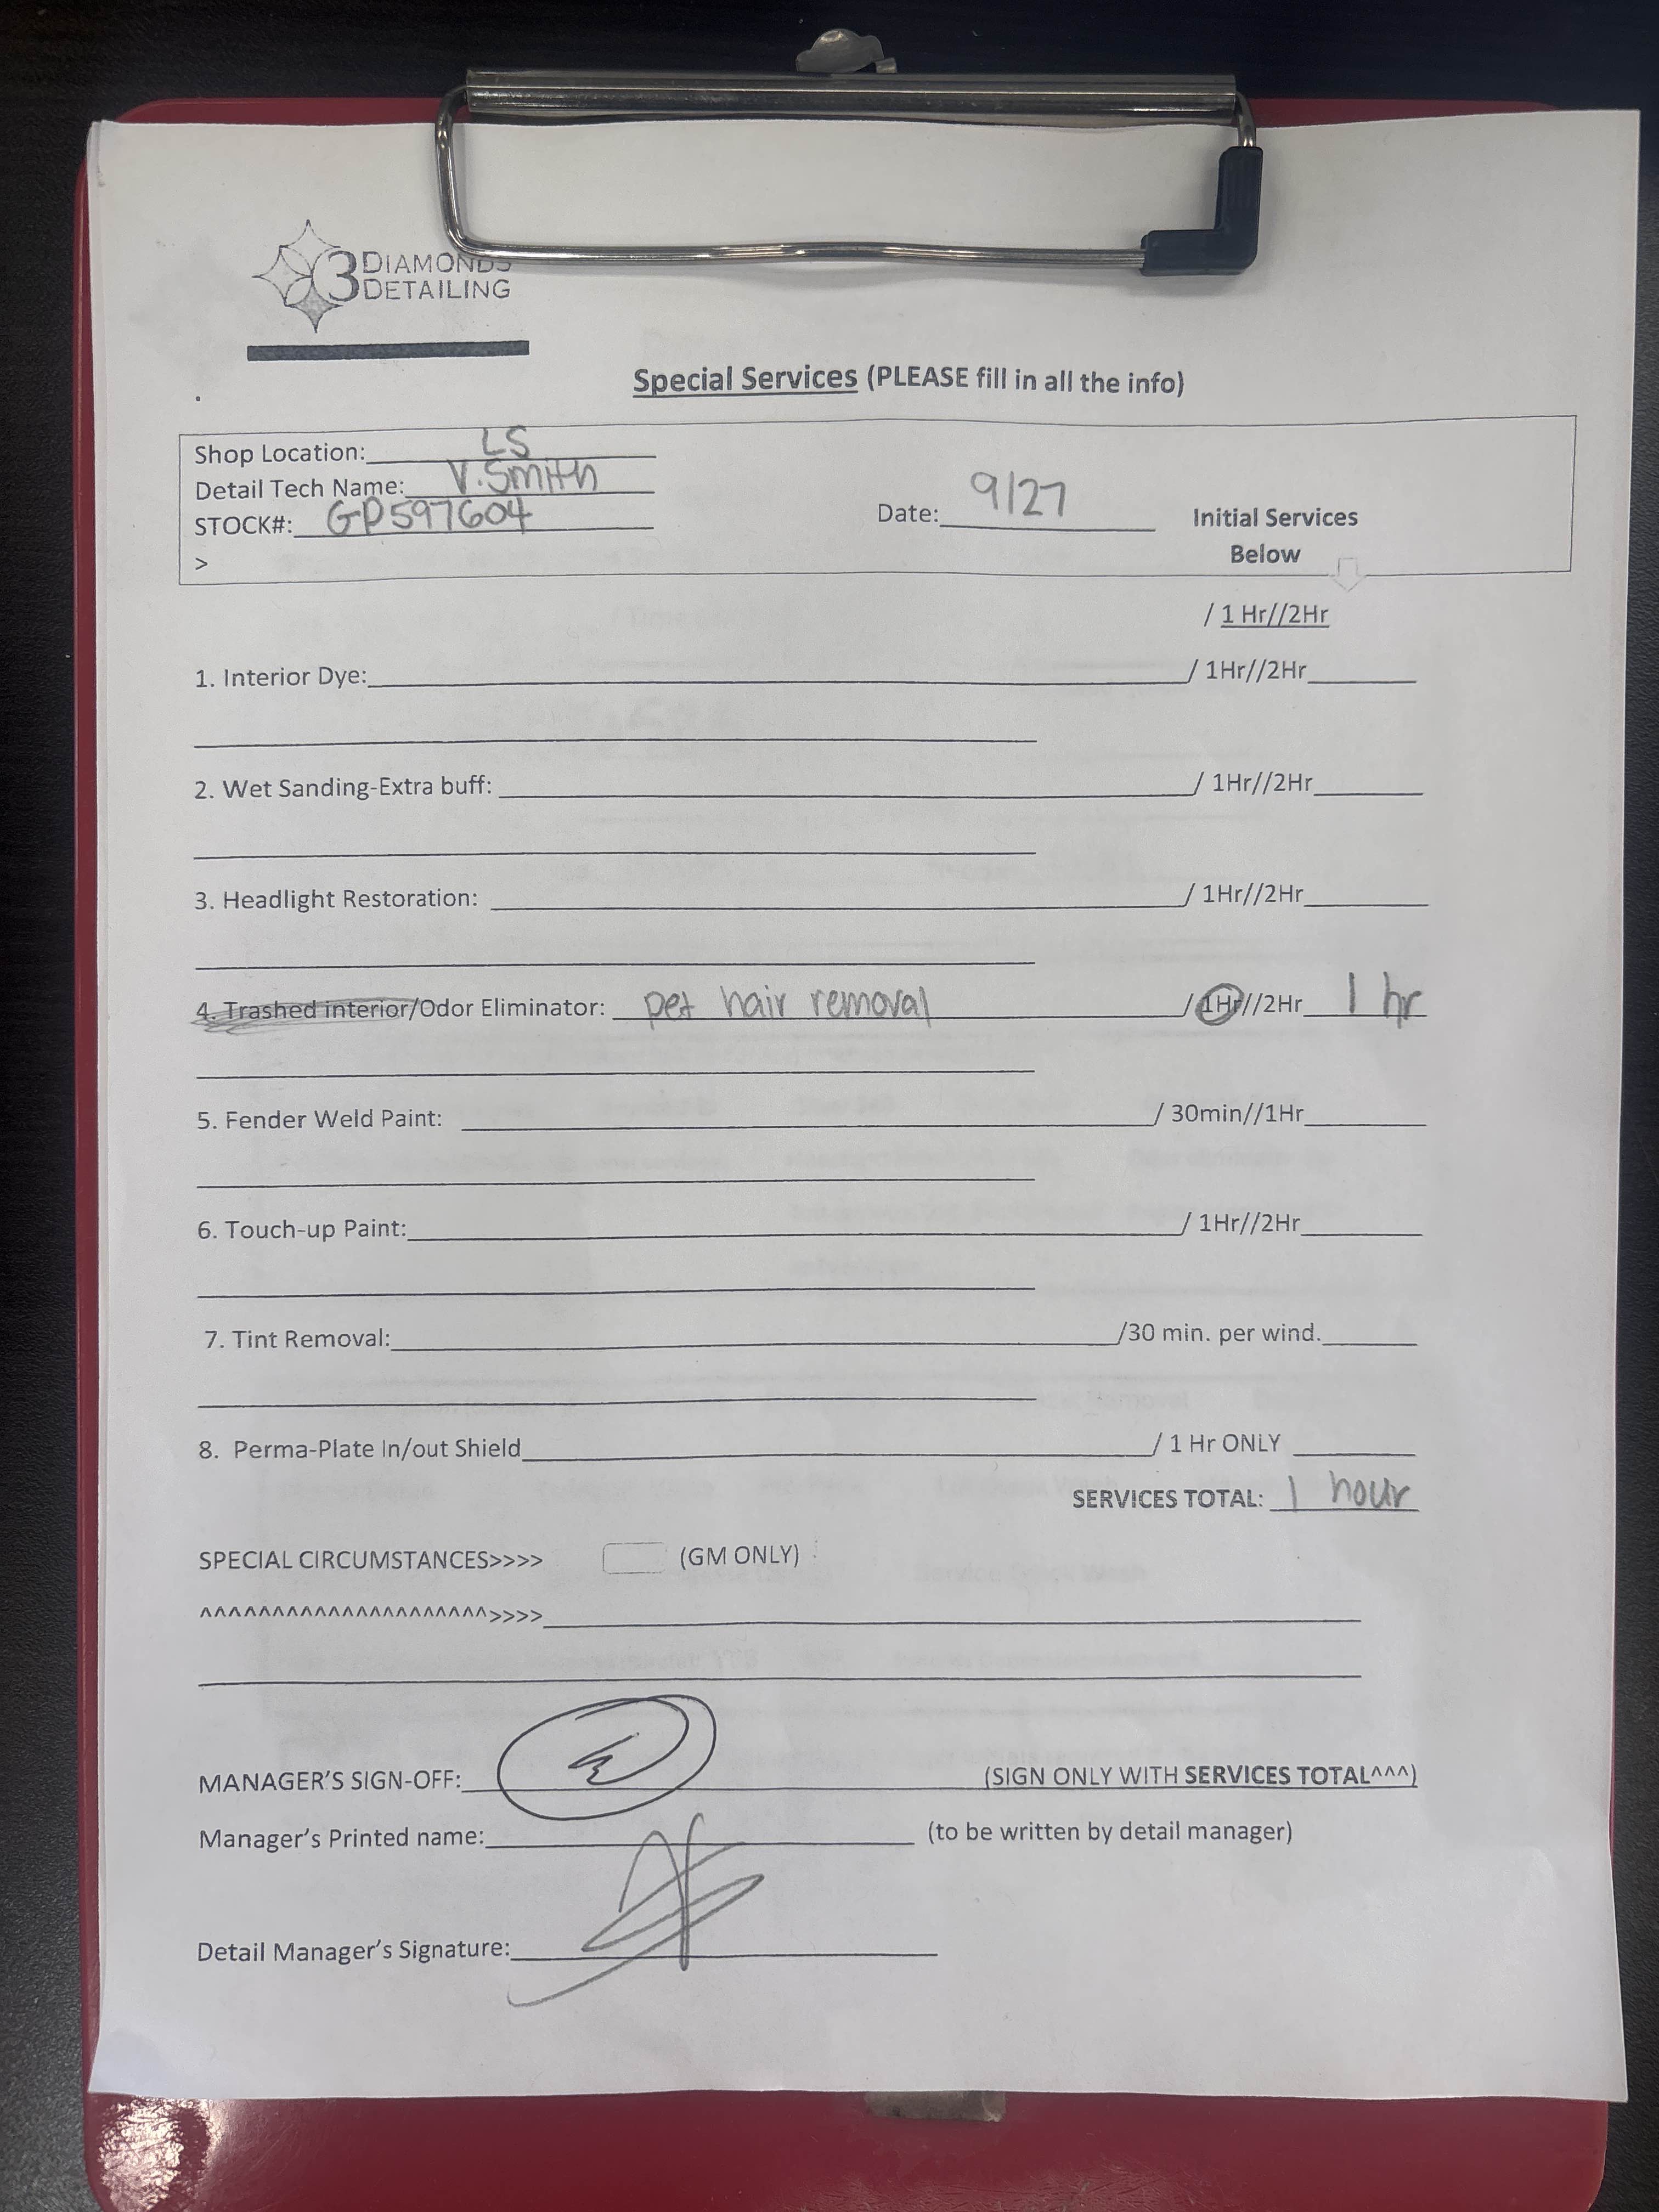 3 DIAMONDS
DETAILING
Special Services (PLEASE fill in all the info)
Shop Location: LS
Detail Tech Name: V. Smith
STOCK#: GP597604
Date: 9/27
Initial Services
Below
>
/ 1 Hr//2Hr
1. Interior Dye: / 1Hr//2Hr
2. Wet Sanding-Extra buff: / 1Hr//2Hr
3. Headlight Restoration: / 1Hr//2Hr
4. Trashed interior/Odor Eliminator: pet hair removal / 1Hr//2Hr 1 hr
5. Fender Weld Paint: / 30min//1Hr
6. Touch-up Paint: / 1Hr//2Hr
7. Tint Removal: /30 min. per wind.
8. Perma-Plate In/out Shield / 1 Hr ONLY
SERVICES TOTAL: 1 hour
SPECIAL CIRCUMSTANCES>>>> (GM ONLY)
^^^^^^^^^^^^^^^^^^^^^>>>>
MANAGER'S SIGN-OFF: (SIGN ONLY WITH SERVICES TOTAL^^^)
Manager's Printed name: (to be written by detail manager)
Detail Manager's Signature: